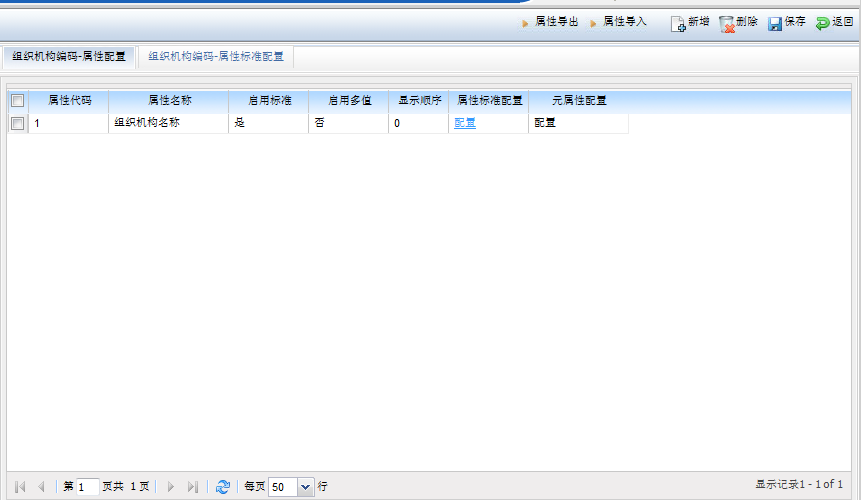 属性导出 属性导入 新增 删除 保存 返回
组织机构编码-属性配置 组织机构编码-属性标准配置
属性代码 属性名称 启用标准 启用多值 显示顺序 属性标准配置 元属性配置
1 组织机构名称 是 否 0 配置 配置
第 1 页共 1 页 每页 50 行 显示记录1 - 1 of 1